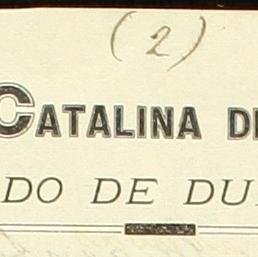 (2)
CATALINA DE
DO DE DU